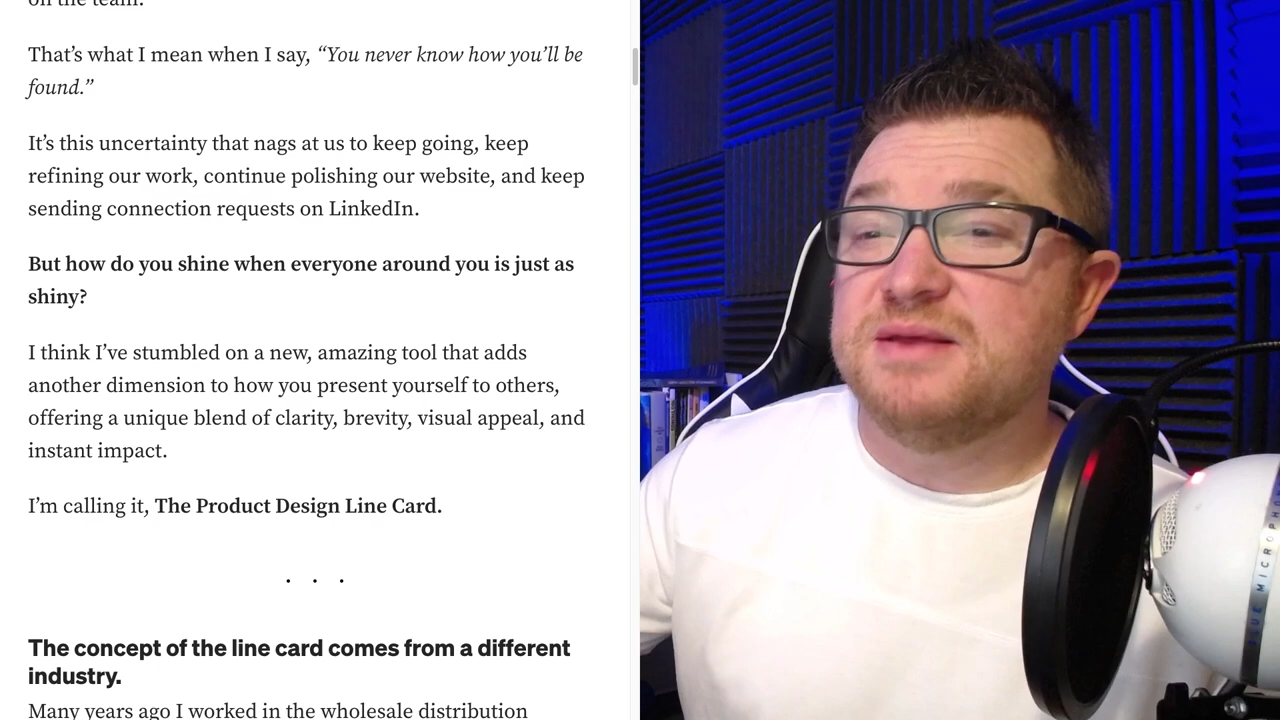 on the team.
That’s what I mean when I say, “You never know how you’ll be
found.”
It’s this uncertainty that nags at us to keep going, keep
refining our work, continue polishing our website, and keep
sending connection requests on LinkedIn.
But how do you shine when everyone around you is just as
shiny?
I think I’ve stumbled on a new, amazing tool that adds
another dimension to how you present yourself to others,
offering a unique blend of clarity, brevity, visual appeal, and
instant impact.
I’m calling it, The Product Design Line Card.
. . .
The concept of the line card comes from a different
industry.
Many years ago I worked in the wholesale distribution
BLUE MICROPHO